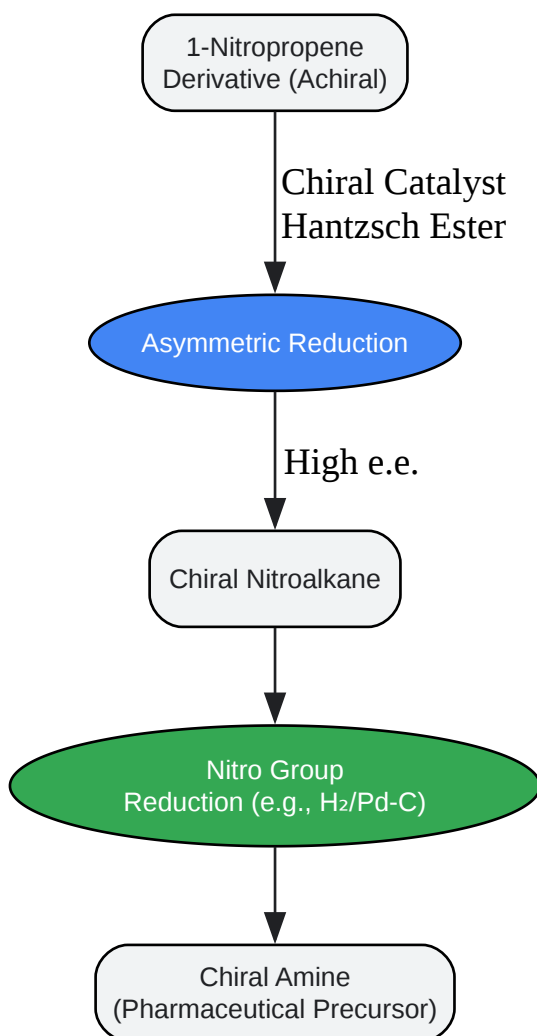 1-Nitropropene
Derivative (Achiral)
Chiral Catalyst
Hantzsch Ester
Asymmetric Reduction
High e.e.
Chiral Nitroalkane
Nitro Group
Reduction (e.g., H₂/Pd-C)
Chiral Amine
(Pharmaceutical Precursor)